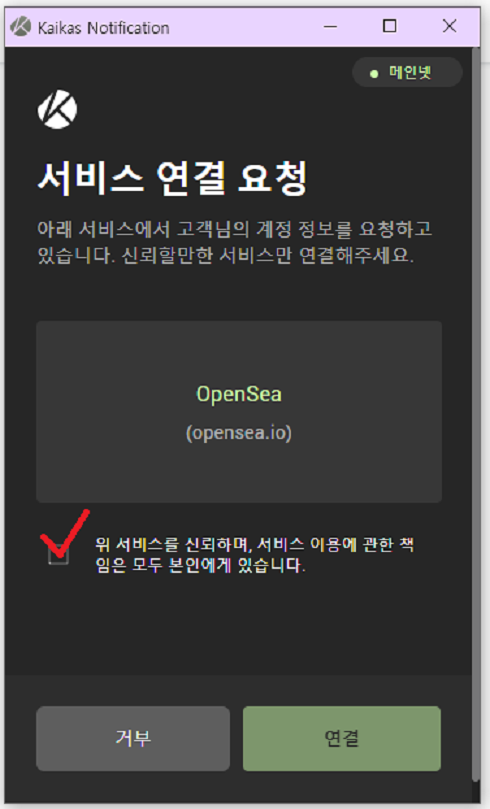 Kaikas Notification
메인넷
서비스 연결 요청
아래 서비스에서 고객님의 계정 정보를 요청하고
있습니다. 신뢰할만한 서비스만 연결해주세요.
OpenSea
(opensea.io)
위 서비스를 신뢰하며, 서비스 이용에 관한 책
임은 모두 본인에게 있습니다.
거부
연결